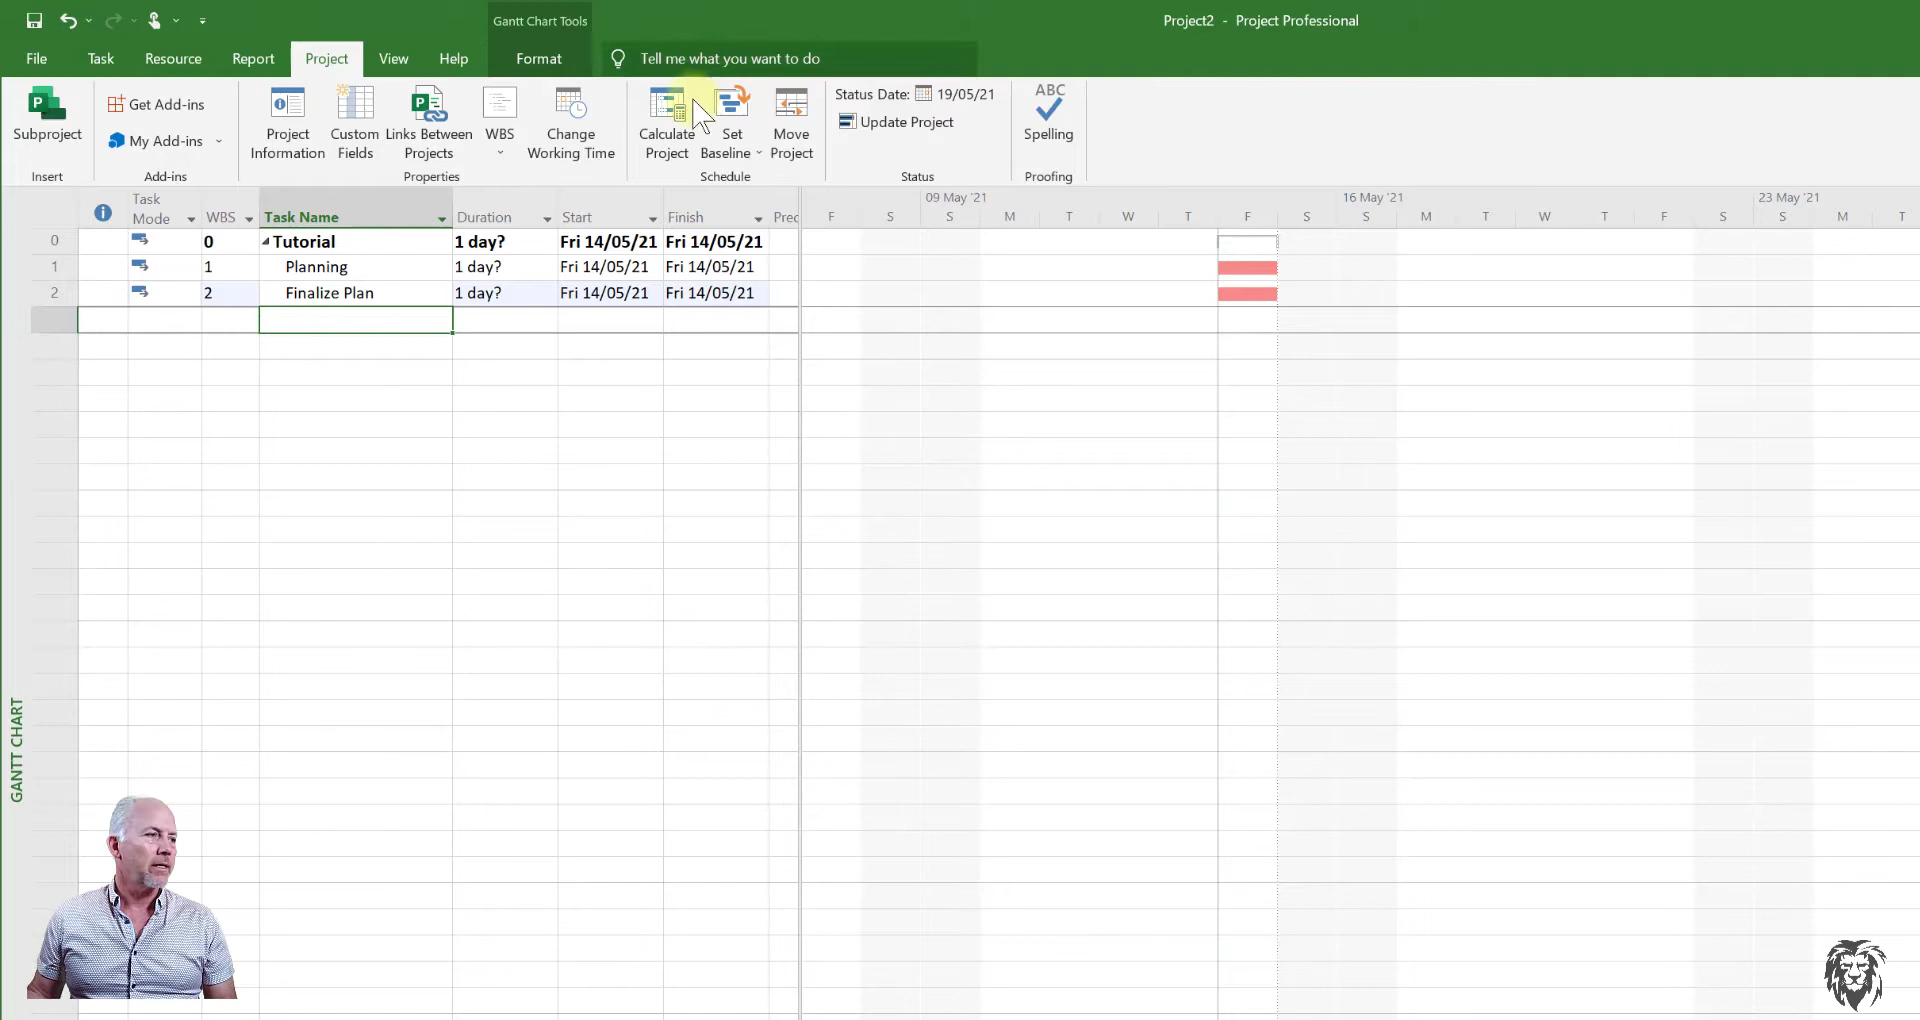 Gantt Chart Tools
Project2 - Project Professional
File Task Resource Report Project View Help Format Tell me what you want to do
Subproject
Get Add-ins
My Add-ins
Project Information
Custom Fields
Links Between Projects
WBS
Change Working Time
Calculate Project
Set Baseline
Move Project
Status Date: 19/05/21
Update Project
ABC
Spelling
Insert Add-ins Properties Schedule Status Proofing
Task Mode WBS Task Name Duration Start Finish Prec
09 May '21 16 May '21 23 May '21
F S S M T W T F S S M T W T F S S M T
0 0 Tutorial 1 day? Fri 14/05/21 Fri 14/05/21
1 1 Planning 1 day? Fri 14/05/21 Fri 14/05/21
2 2 Finalize Plan 1 day? Fri 14/05/21 Fri 14/05/21
GANTT CHART